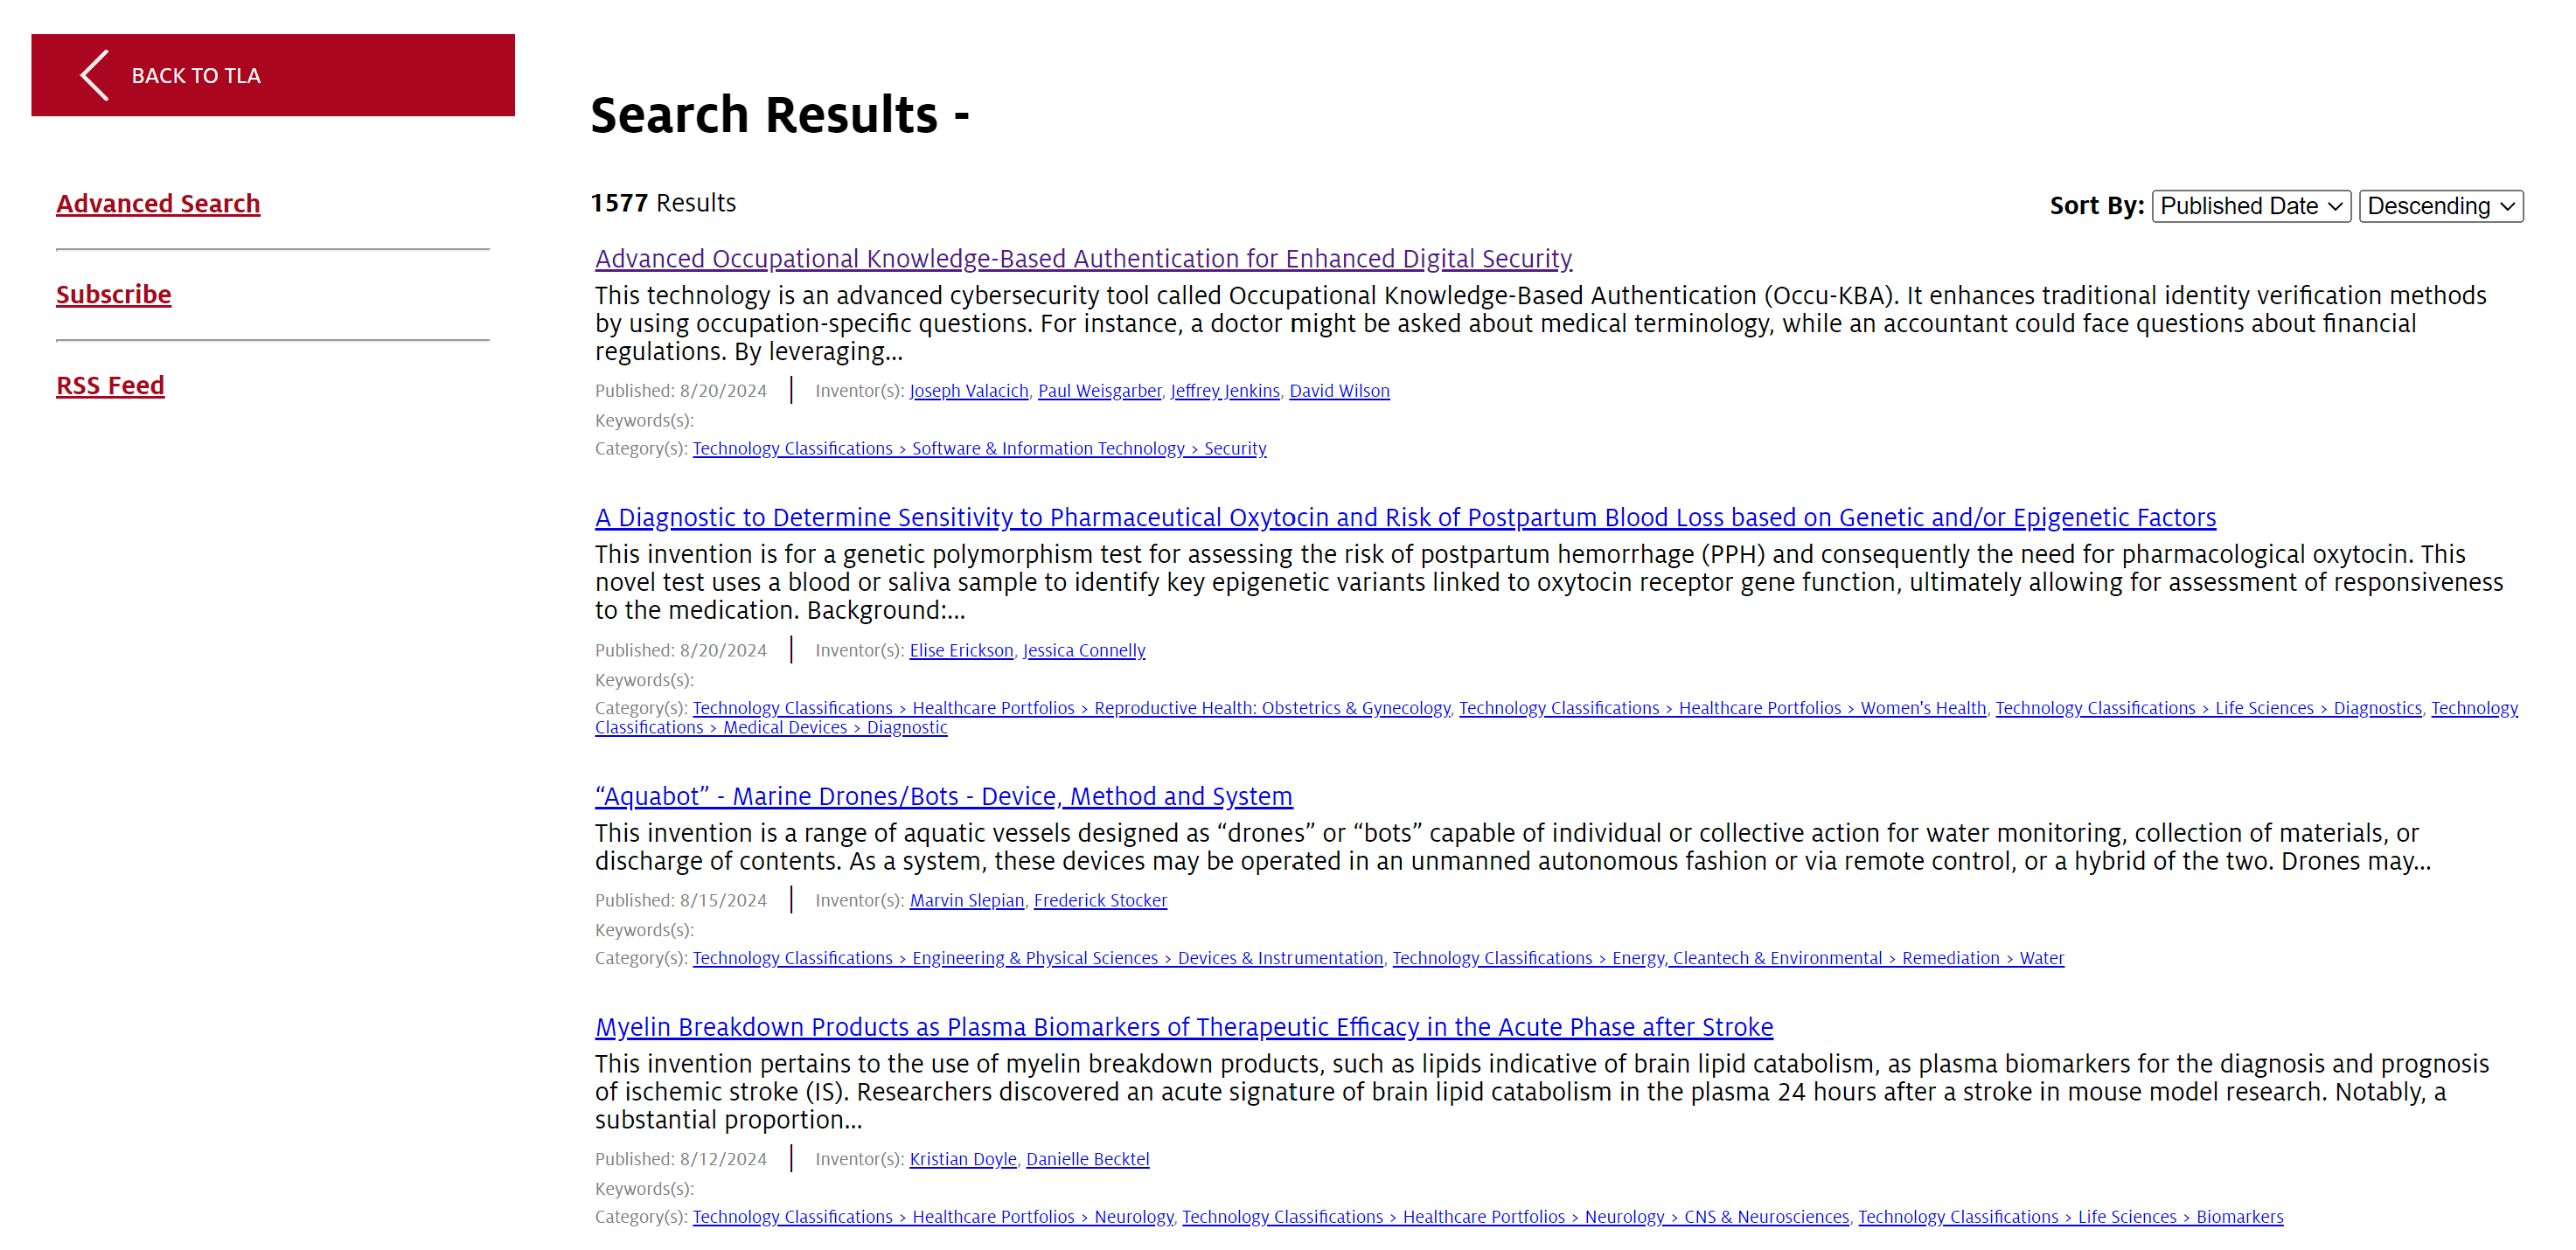 BACK TO TLA
Advanced Search
Subscribe
RSS Feed
Search Results -
1577 Results
Sort By: Published Date Descending
Advanced Occupational Knowledge-Based Authentication for Enhanced Digital Security
This technology is an advanced cybersecurity tool called Occupational Knowledge-Based Authentication (Occu-KBA). It enhances traditional identity verification methods
by using occupation-specific questions. For instance, a doctor might be asked about medical terminology, while an accountant could face questions about financial
regulations. By leveraging...
Published: 8/20/2024 | Inventor(s): Joseph Valacich, Paul Weisgarber, Jeffrey Jenkins, David Wilson
Keywords(s):
Category(s): Technology Classifications > Software & Information Technology > Security
A Diagnostic to Determine Sensitivity to Pharmaceutical Oxytocin and Risk of Postpartum Blood Loss based on Genetic and/or Epigenetic Factors
This invention is for a genetic polymorphism test for assessing the risk of postpartum hemorrhage (PPH) and consequently the need for pharmacological oxytocin. This
novel test uses a blood or saliva sample to identify key epigenetic variants linked to oxytocin receptor gene function, ultimately allowing for assessment of responsiveness
to the medication. Background:...
Published: 8/20/2024 | Inventor(s): Elise Erickson, Jessica Connelly
Keywords(s):
Category(s): Technology Classifications > Healthcare Portfolios > Reproductive Health: Obstetrics & Gynecology, Technology Classifications > Healthcare Portfolios > Women's Health, Technology Classifications > Life Sciences > Diagnostics, Technology
Classifications > Medical Devices > Diagnostic
“Aquabot” - Marine Drones/Bots - Device, Method and System
This invention is a range of aquatic vessels designed as “drones” or “bots” capable of individual or collective action for water monitoring, collection of materials, or
discharge of contents. As a system, these devices may be operated in an unmanned autonomous fashion or via remote control, or a hybrid of the two. Drones may...
Published: 8/15/2024 | Inventor(s): Marvin Slepian, Frederick Stocker
Keywords(s):
Category(s): Technology Classifications > Engineering & Physical Sciences > Devices & Instrumentation, Technology Classifications > Energy, Cleantech & Environmental > Remediation > Water
Myelin Breakdown Products as Plasma Biomarkers of Therapeutic Efficacy in the Acute Phase after Stroke
This invention pertains to the use of myelin breakdown products, such as lipids indicative of brain lipid catabolism, as plasma biomarkers for the diagnosis and prognosis
of ischemic stroke (IS). Researchers discovered an acute signature of brain lipid catabolism in the plasma 24 hours after a stroke in mouse model research. Notably, a
substantial proportion...
Published: 8/12/2024 | Inventor(s): Kristian Doyle, Danielle Becktel
Keywords(s):
Category(s): Technology Classifications > Healthcare Portfolios > Neurology, Technology Classifications > Healthcare Portfolios > Neurology > CNS & Neurosciences, Technology Classifications > Life Sciences > Biomarkers